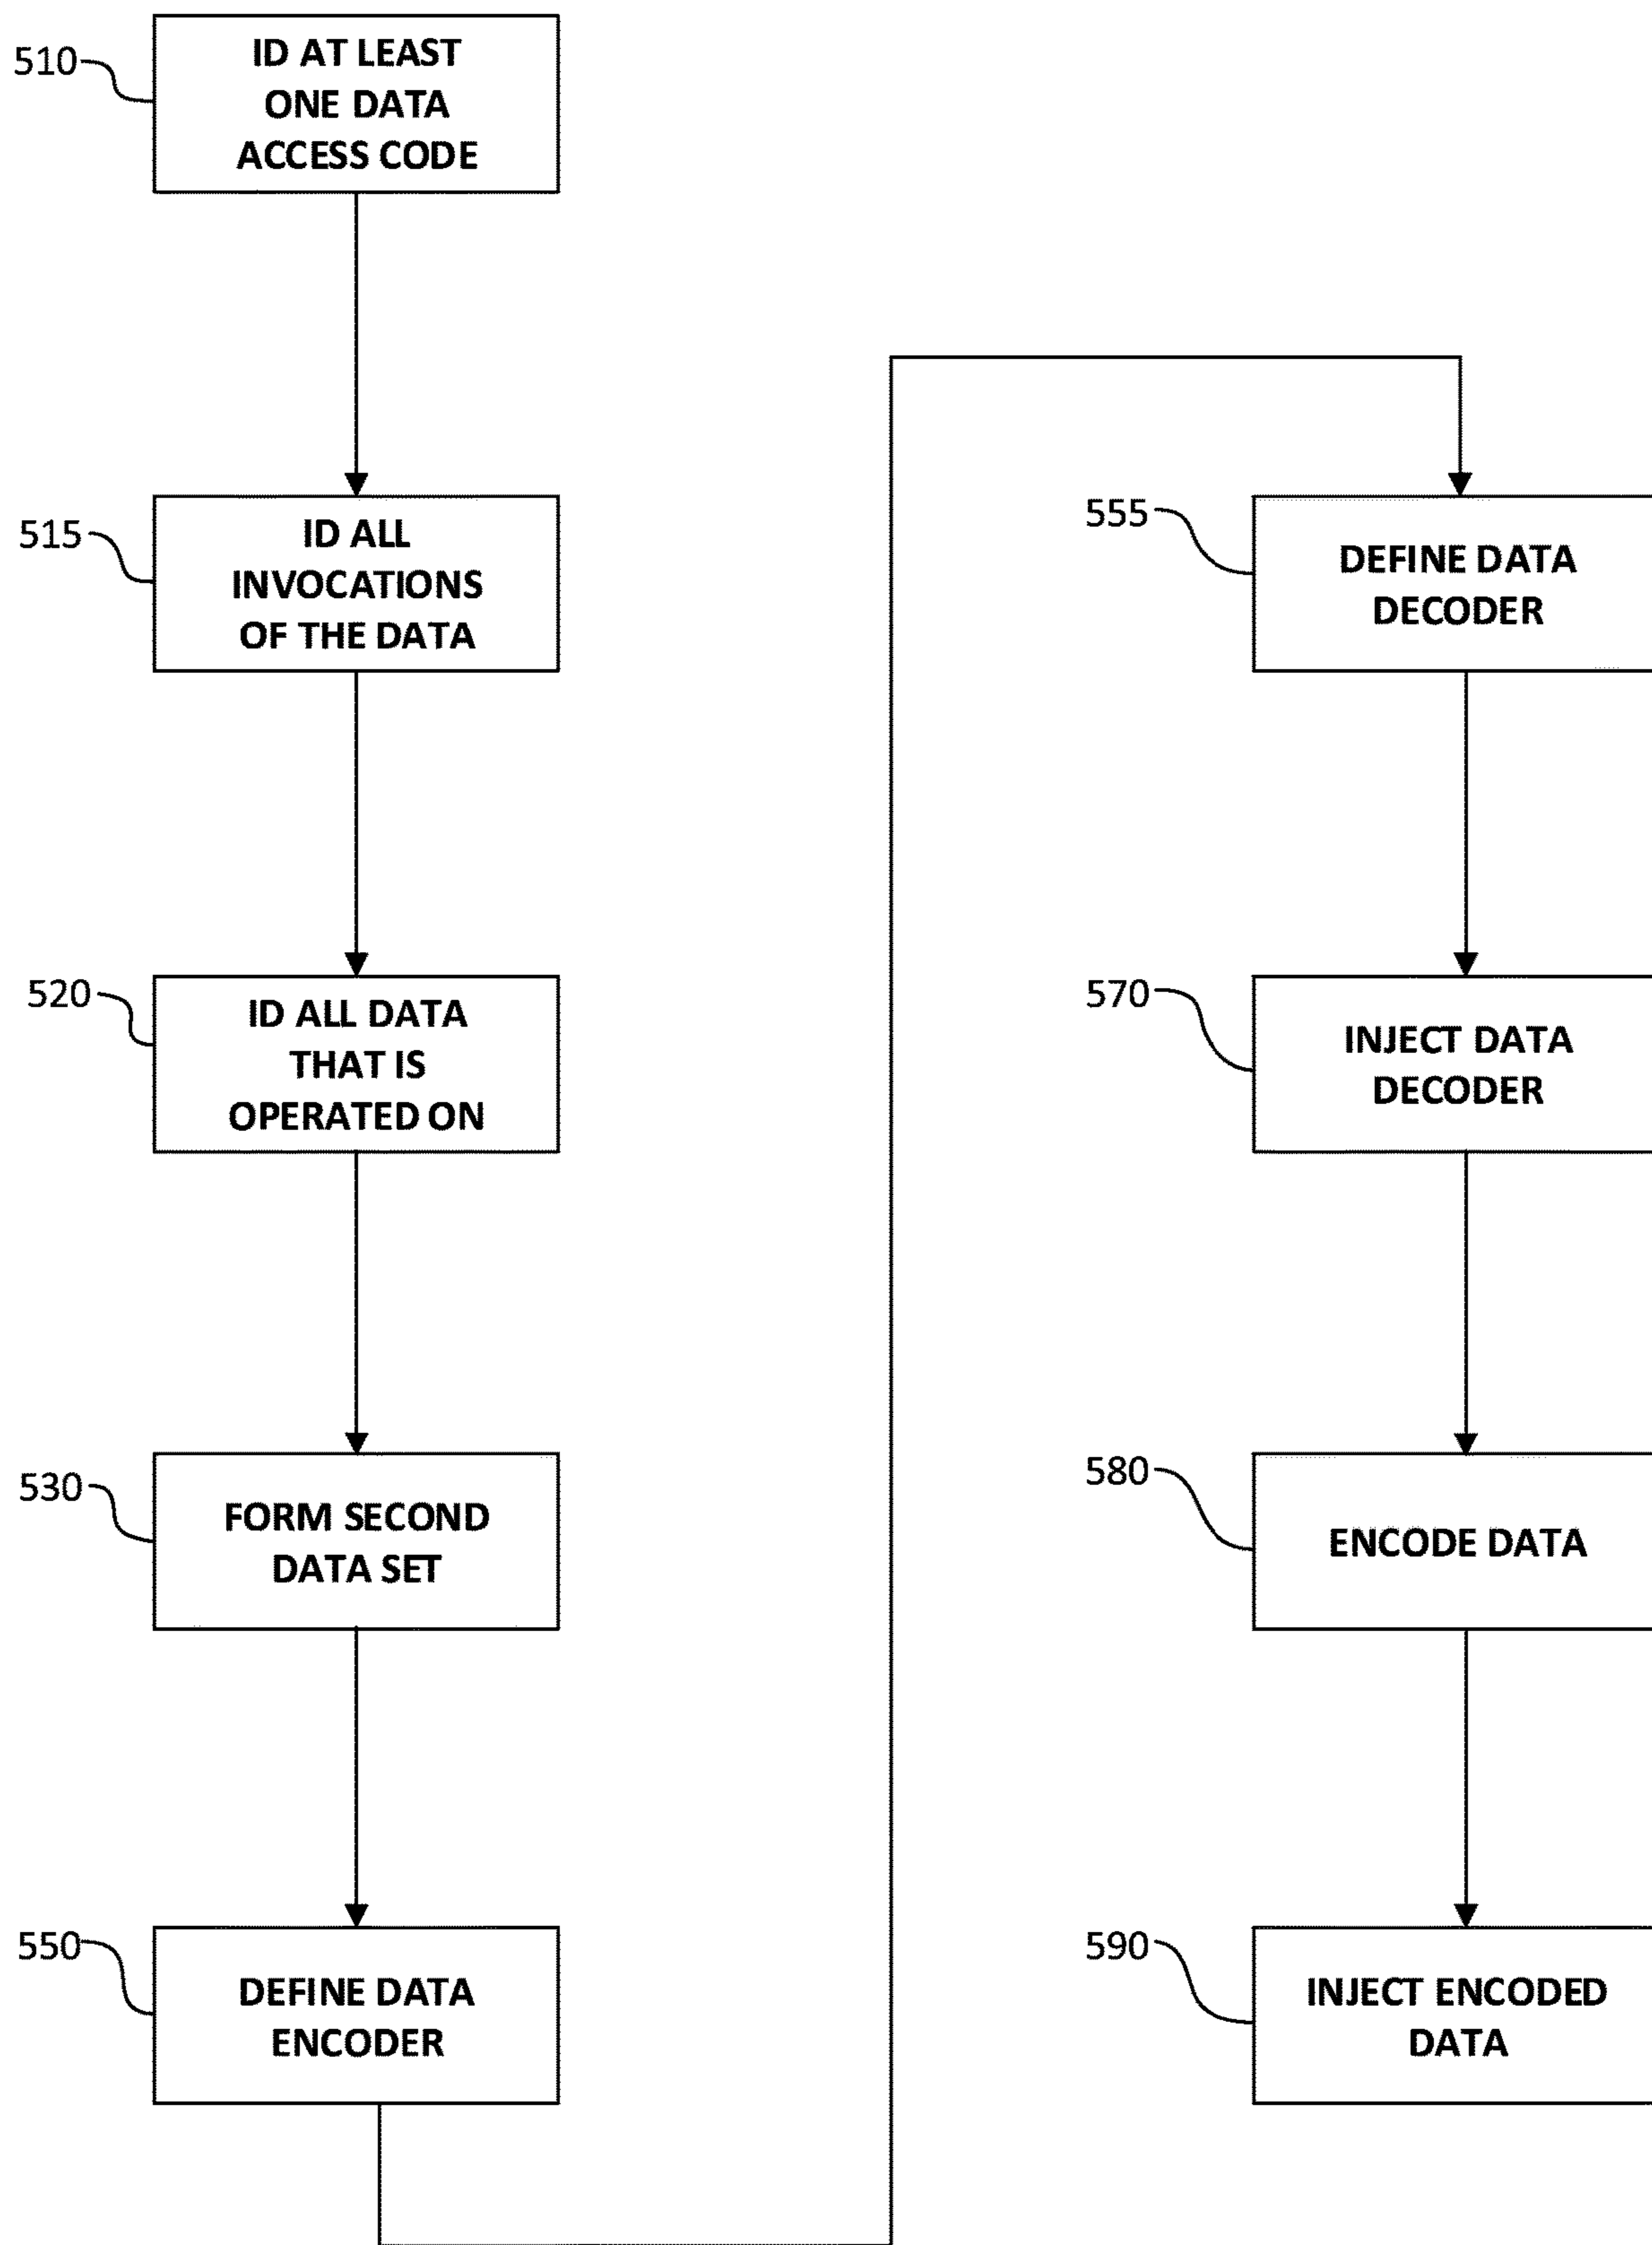 510
ID AT LEAST
ONE DATA
ACCESS CODE
515
ID ALL
INVOCATIONS
OF THE DATA
520
ID ALL DATA
THAT IS
OPERATED ON
530
FORM SECOND
DATA SET
550
DEFINE DATA
ENCODER
555
DEFINE DATA
DECODER
570
INJECT DATA
DECODER
580
ENCODE DATA
590
INJECT ENCODED
DATA